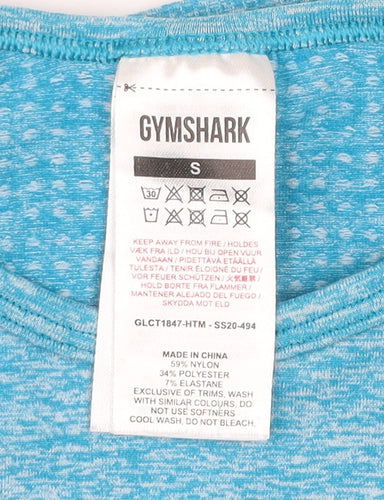 GYMSHARK
S
30
KEEP AWAY FROM FIRE / HOLDES
VÆK FRA ILD / HOU BIJ OPEN VUUR
VANDAAN / PIDETTÄVÄ ETÄÄLLÄ
TULESTA / TENIR ÉLOIGNÉ DU FEU /
VOR FEUER SCHÜTZEN / 火気厳禁 /
HOLD BORTE FRA FLAMMER /
MANTENER ALEJADO DEL FUEGO /
SKYDDA MOT ELD
GLCT1847-HTM - SS20-494
MADE IN CHINA
59% NYLON
34% POLYESTER
7% ELASTANE
EXCLUSIVE OF TRIMS, WASH
WITH SIMILAR COLOURS, DO
NOT USE SOFTNERS
COOL WASH, DO NOT BLEACH.